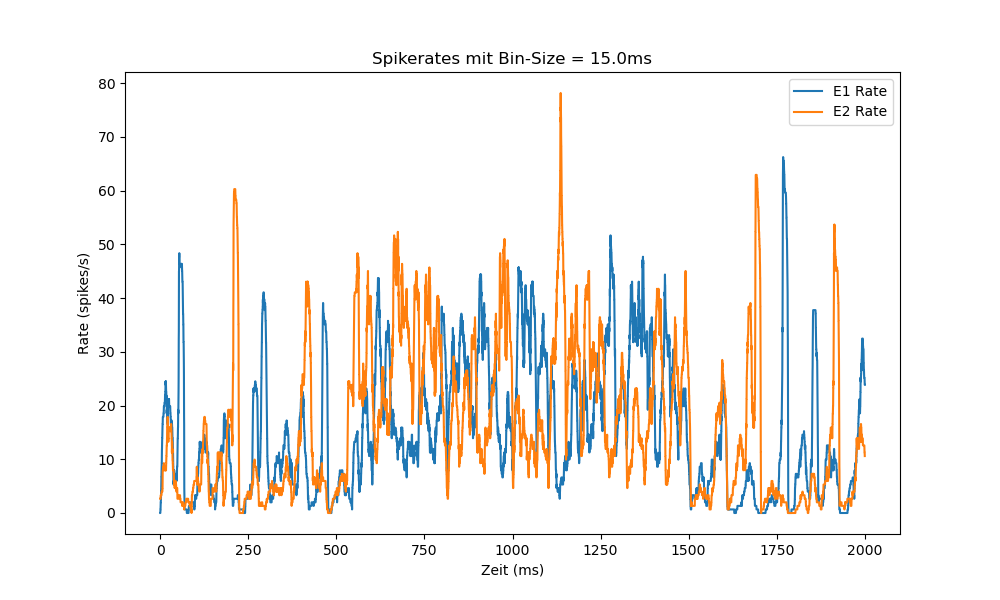 Spikerates mit Bin-Size = 15.0ms
E1 Rate
E2 Rate
80
70
60
50
40
30
20
10
0
Rate (spikes/s)
0 250 500 750 1000 1250 1500 1750 2000
Zeit (ms)